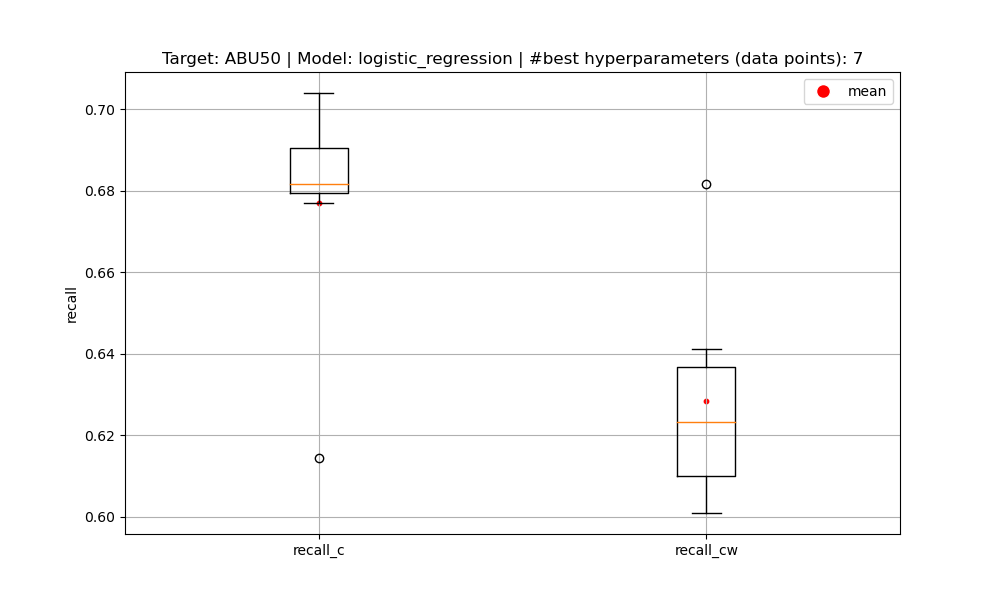 Target: ABU50 | Model: logistic_regression | #best hyperparameters (data points): 7
mean
0.70
0.68
0.66
0.64
0.62
0.60
recall
recall_c
recall_cw